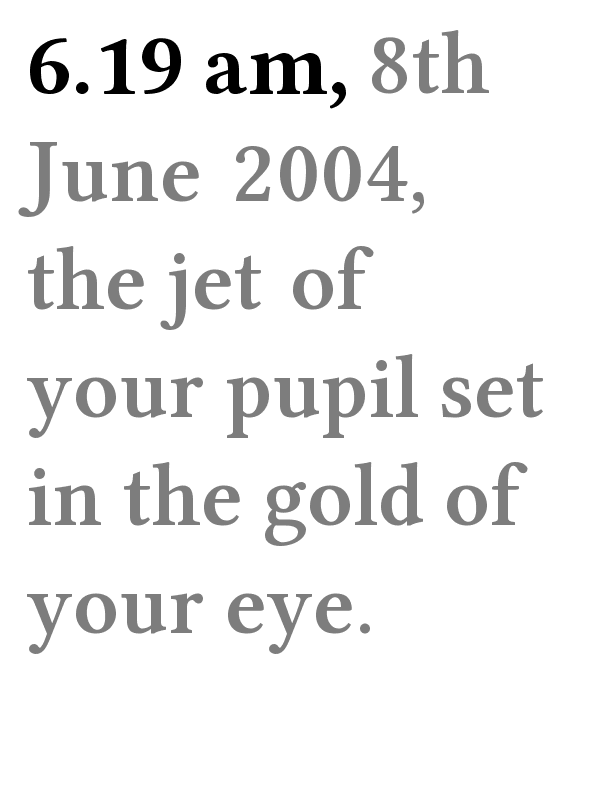 6.19 am, 8th
June 2004,
the jet of
your pupil set
in the gold of
your eye.